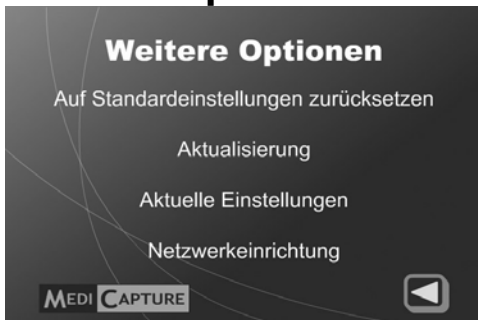 Weitere Optionen
Auf Standardeinstellungen zurücksetzen
Aktualisierung
Aktuelle Einstellungen
Netzwerkeinrichtung
MEDI CAPTURE